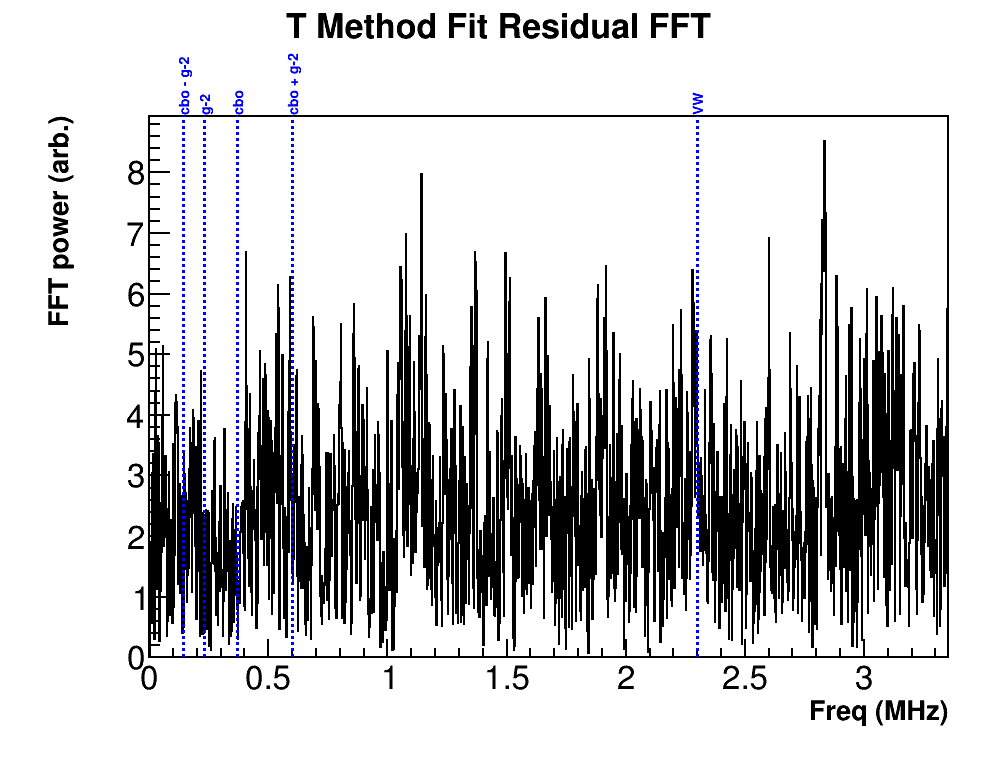 T Method Fit Residual FFT
cbo - g-2
g-2
cbo
cbo + g-2
VW
FFT power (arb.)
8
7
6
5
4
3
2
1
0
0 0.5 1 1.5 2 2.5 3
Freq (MHz)